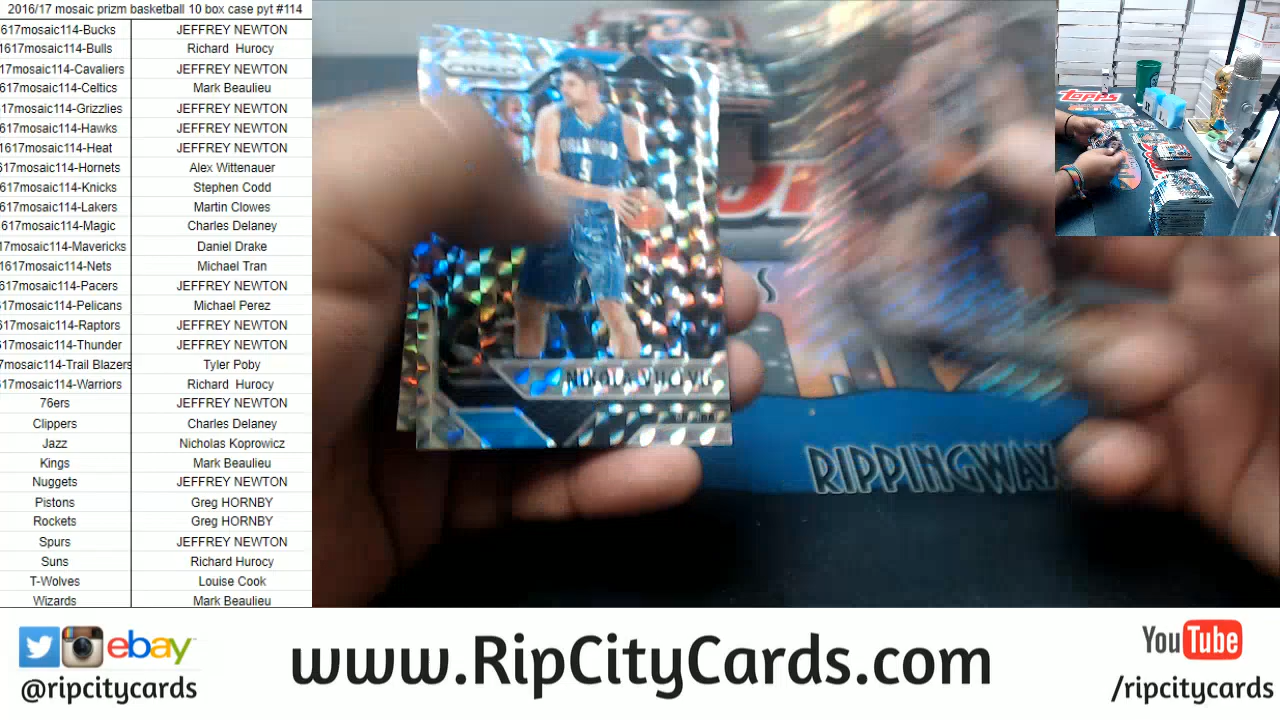 2016/17 mosaic prizm basketball 10 box case pyt #114
617mosaic114-Bucks JEFFREY NEWTON
1617mosaic114-Bulls Richard Hurocy
17mosaic114-Cavaliers JEFFREY NEWTON
617mosaic114-Celtics Mark Beaulieu
617mosaic114-Grizzlies JEFFREY NEWTON
617mosaic114-Hawks JEFFREY NEWTON
1617mosaic114-Heat JEFFREY NEWTON
617mosaic114-Hornets Alex Wittenauer
617mosaic114-Knicks Stephen Codd
617mosaic114-Lakers Martin Clowes
617mosaic114-Magic Charles Delaney
17mosaic114-Mavericks Daniel Drake
1617mosaic114-Nets Michael Tran
617mosaic114-Pacers JEFFREY NEWTON
617mosaic114-Pelicans Michael Perez
617mosaic114-Raptors JEFFREY NEWTON
617mosaic114-Thunder JEFFREY NEWTON
7mosaic114-Trail Blazers Tyler Poby
617mosaic114-Warriors Richard Hurocy
76ers JEFFREY NEWTON
Clippers Charles Delaney
Jazz Nicholas Koprowicz
Kings Mark Beaulieu
Nuggets JEFFREY NEWTON
Pistons Greg HORNBY
Rockets Greg HORNBY
Spurs JEFFREY NEWTON
Suns Richard Hurocy
T-Wolves Louise Cook
Wizards Mark Beaulieu
NIKOLA VUCEVIC
RIPPINGWAX
TOPPS
ebay
@ripcitycards
www.RipCityCards.com
YouTube
/ripcitycards